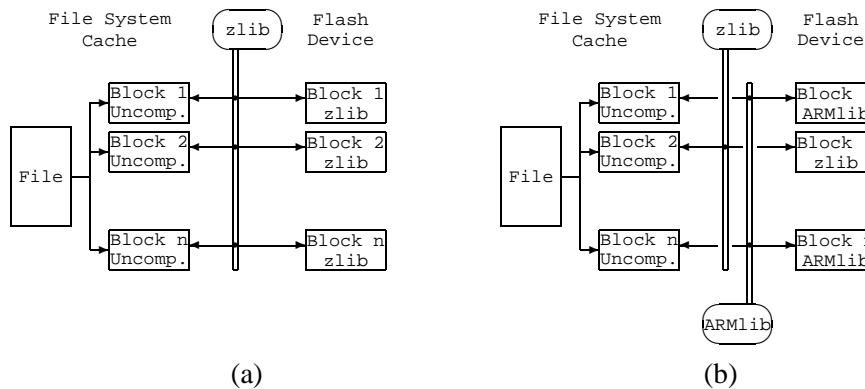 File System Cache
zlib
Flash Device
Block 1 Uncomp.
Block 1 zlib
Block 2 Uncomp.
Block 2 zlib
File
Block n Uncomp.
Block n zlib
(a)
File System Cache
zlib
Flash Device
Block 1 Uncomp.
Block ARMlib
Block 2 Uncomp.
Block zlib
File
Block n Uncomp.
Block ARMlib
ARMlib
(b)